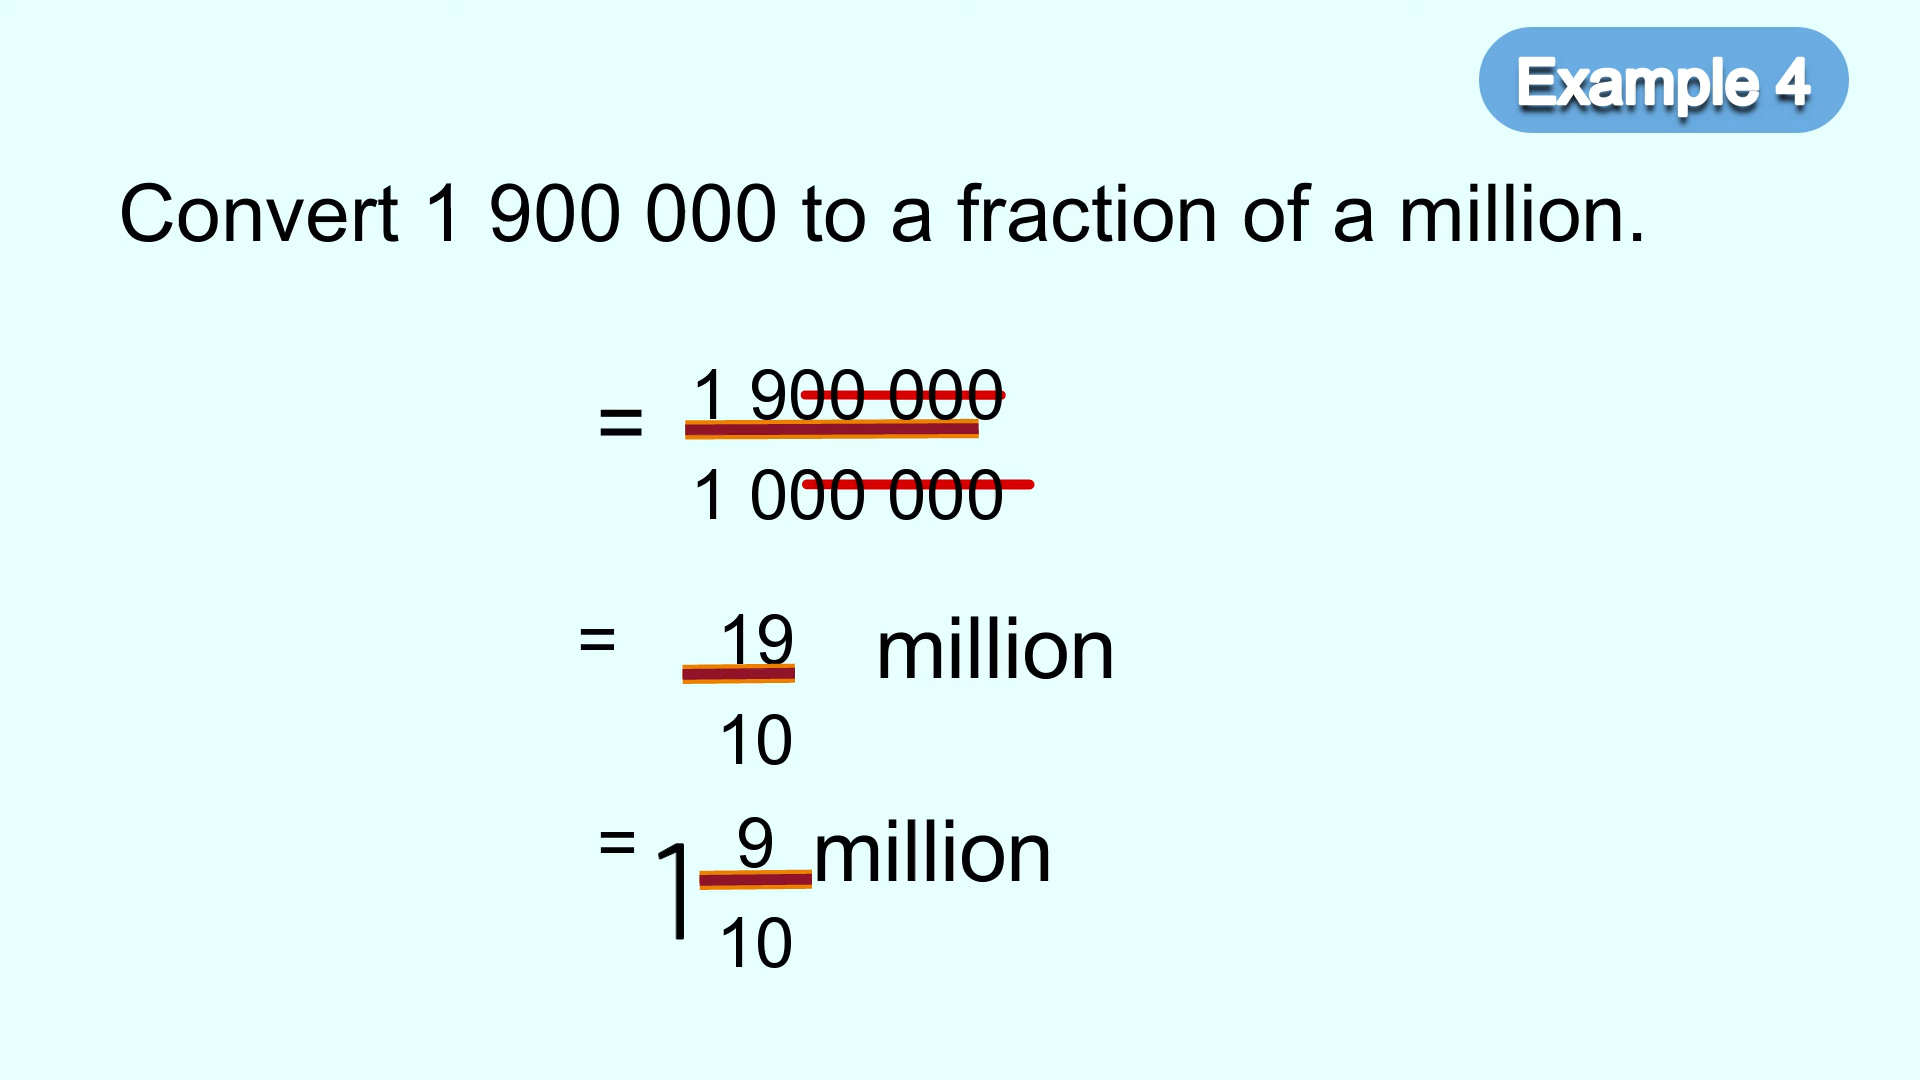 Example 4
Convert 1 900 000 to a fraction of a million.
= 1 900 000
1 000 000
= 19 million
10
= 1 9 million
10